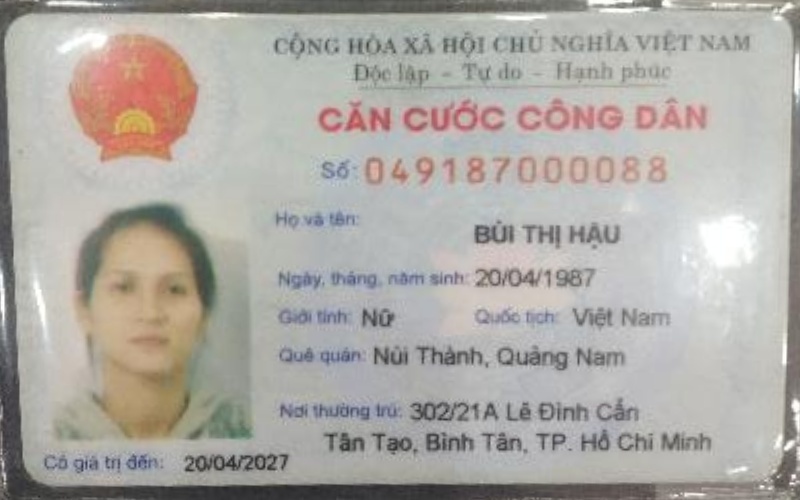 CỘNG HÒA XÃ HỘI CHỦ NGHĨA VIỆT NAM
Độc lập - Tự do - Hạnh phúc
CĂN CƯỚC CÔNG DÂN
Số: 049187000088
Họ và tên: BÙI THỊ HẬU
Ngày, tháng, năm sinh: 20/04/1987
Giới tính: Nữ Quốc tịch: Việt Nam
Quê quán: Núi Thành, Quảng Nam
Nơi thường trú: 302/21A Lê Đình Cẩn
Tân Tạo, Bình Tân, TP. Hồ Chí Minh
Có giá trị đến: 20/04/2027